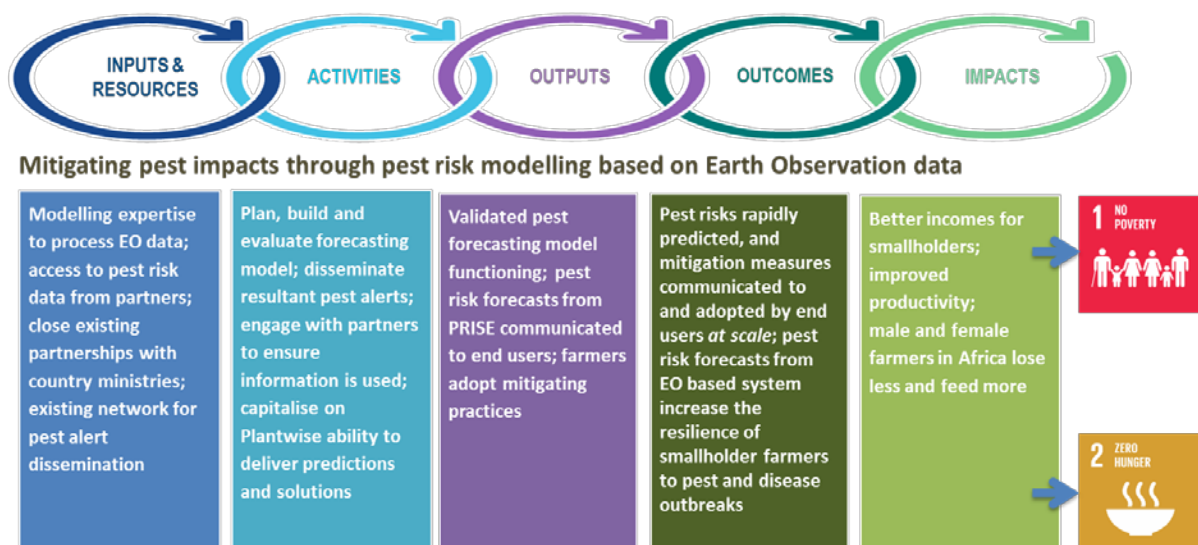 INPUTS &
RESOURCES
ACTIVITIES
OUTPUTS
OUTCOMES
IMPACTS
Mitigating pest impacts through pest risk modelling based on Earth Observation data
Modelling expertise
to process EO data;
access to pest risk
data from partners;
close existing
partnerships with
country ministries;
existing network for
pest alert
dissemination
Plan, build and
evaluate forecasting
model; disseminate
resultant pest alerts;
engage with partners
to ensure
information is used;
capitalise on
Plantwise ability to
deliver predictions
and solutions
Validated pest
forecasting model
functioning; pest
risk forecasts from
PRISE communicated
to end users; farmers
adopt mitigating
practices
Pest risks rapidly
predicted, and
mitigation measures
communicated to
and adopted by end
users at scale; pest
risk forecasts from
EO based system
increase the
resilience of
smallholder farmers
to pest and disease
outbreaks
Better incomes for
smallholders;
improved
productivity;
male and female
farmers in Africa lose
less and feed more
1 NO
POVERTY
2 ZERO
HUNGER